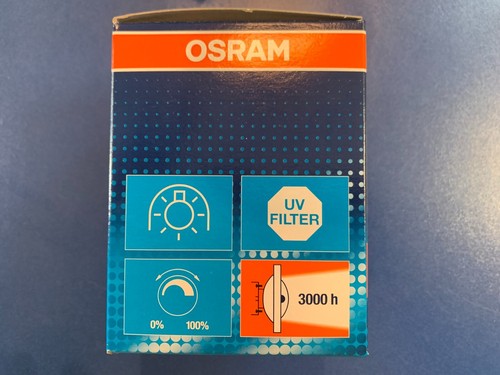 OSRAM
UV
FILTER
0% 100%
3000 h